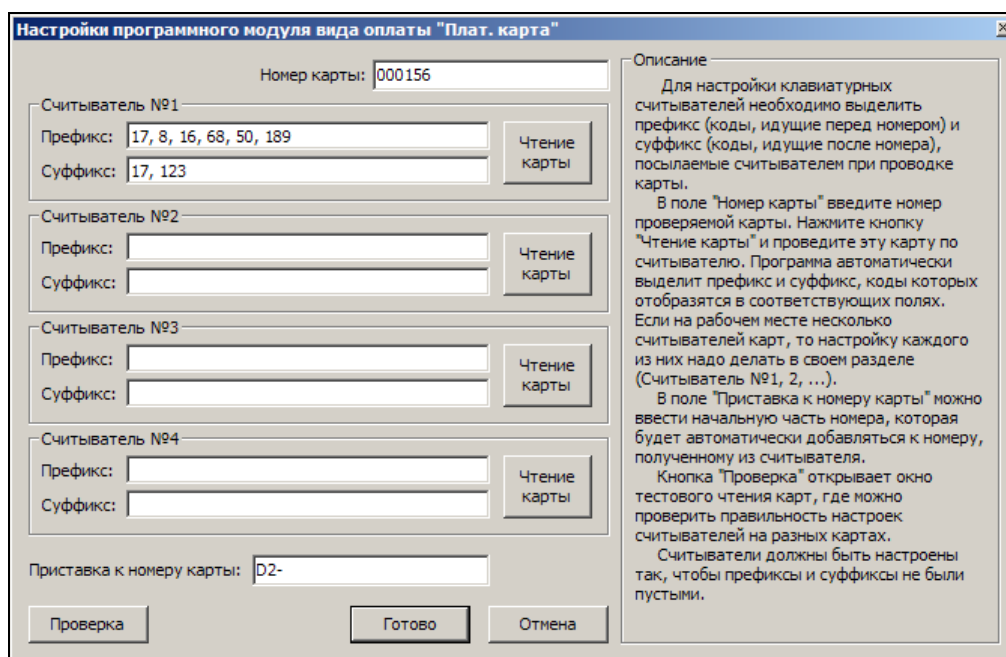 Настройки программного модуля вида оплаты "Плат. карта"
Номер карты: 000156
Считыватель №1
Префикс: 17, 8, 16, 68, 50, 189
Суффикс: 17, 123
Чтение
карты
Считыватель №2
Префикс:
Суффикс:
Чтение
карты
Считыватель №3
Префикс:
Суффикс:
Чтение
карты
Считыватель №4
Префикс:
Суффикс:
Чтение
карты
Приставка к номеру карты: D2-
Проверка
Готово
Отмена
Описание
Для настройки клавиатурных
считывателей необходимо выделить
префикс (коды, идущие перед номером) и
суффикс (коды, идущие после номера),
посылаемые считывателем при проводке
карты.
В поле "Номер карты" введите номер
проверяемой карты. Нажмите кнопку
"Чтение карты" и проведите эту карту по
считывателю. Программа автоматически
выделит префикс и суффикс, коды которых
отобразятся в соответствующих полях.
Если на рабочем месте несколько
считывателей карт, то настройку каждого
из них надо делать в своем разделе
(Считыватель №1, 2, ...).
В поле "Приставка к номеру карты" можно
ввести начальную часть номера, которая
будет автоматически добавляться к номеру,
полученному из считывателя.
Кнопка "Проверка" открывает окно
тестового чтения карт, где можно
проверить правильность настроек
считывателей на разных картах.
Считыватели должны быть настроены
так, чтобы префиксы и суффиксы не были
пустыми.